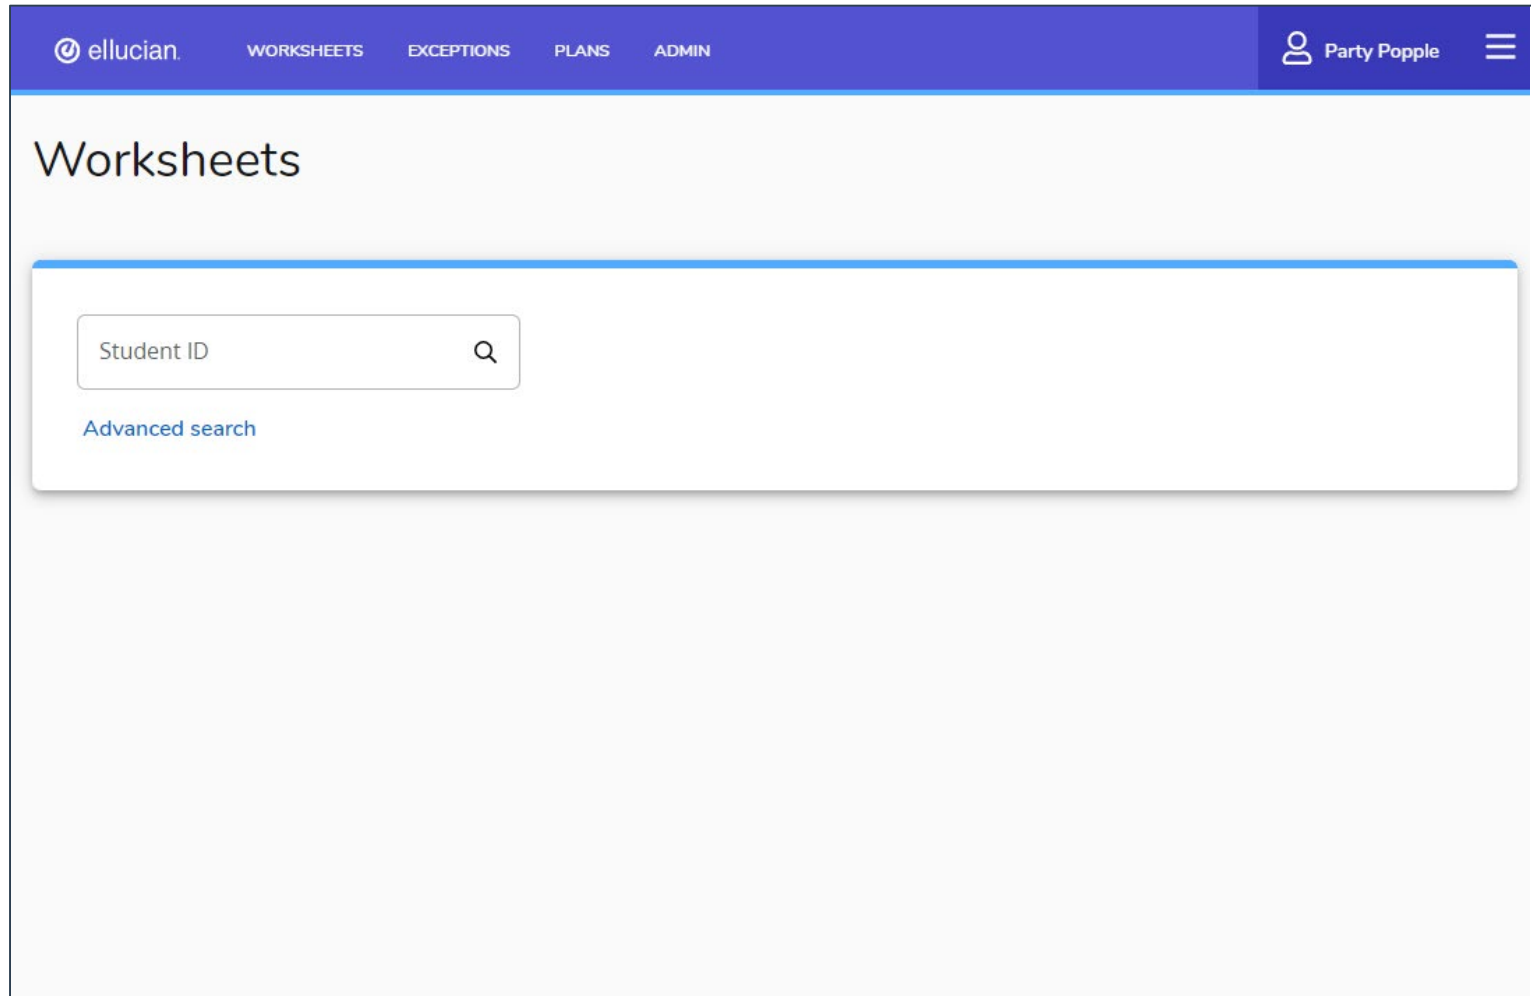 ellucian.
WORKSHEETS
EXCEPTIONS
PLANS
ADMIN
Party Popple
Worksheets
Student ID
Advanced search